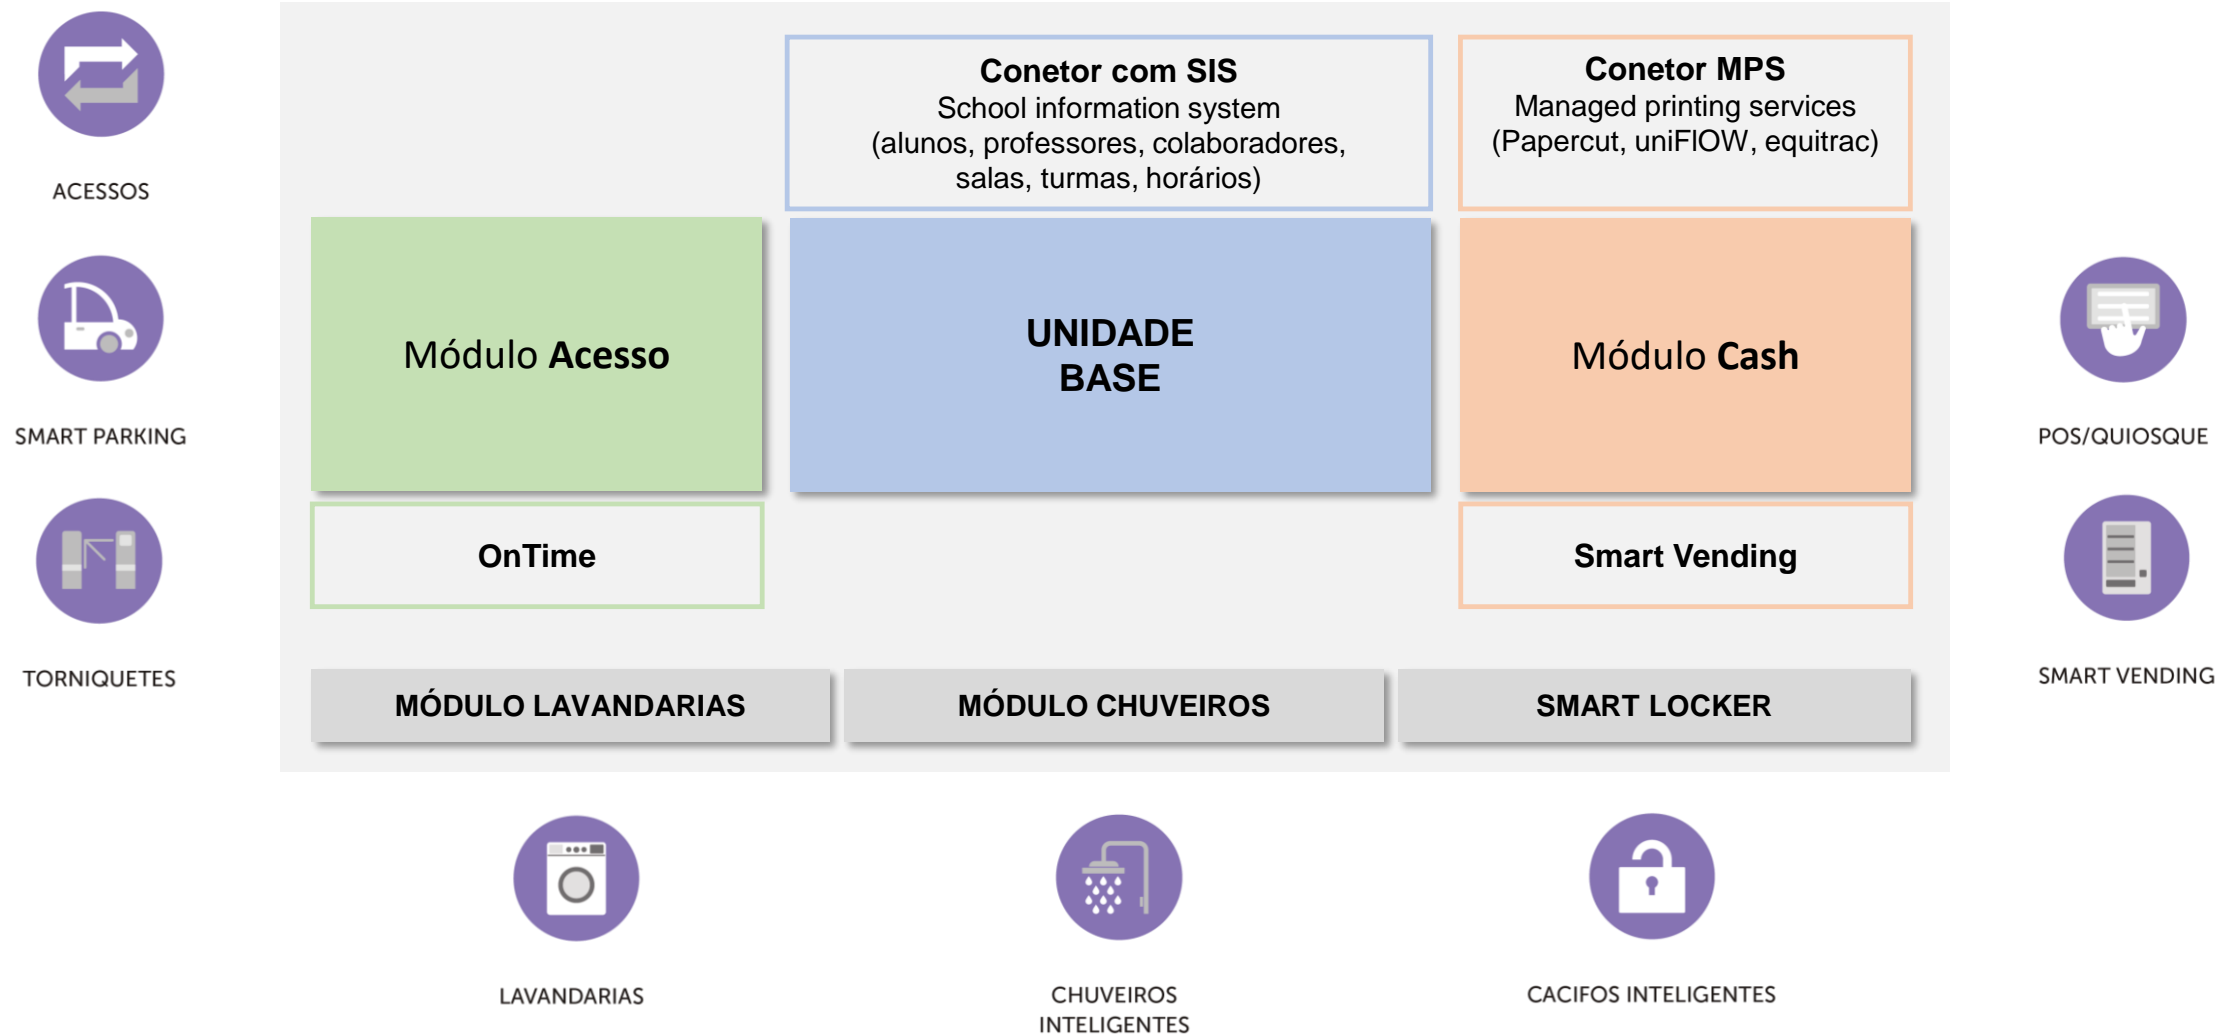 ACESSOS
SMART PARKING
TORNIQUETES
Conetor com SIS
School information system
(alunos, professores, colaboradores,
salas, turmas, horários)
Conetor MPS
Managed printing services
(Papercut, uniFlOW, equitrac)
Módulo Acesso
UNIDADE
BASE
Módulo Cash
OnTime
Smart Vending
MÓDULO LAVANDARIAS
MÓDULO CHUVEIROS
SMART LOCKER
POS/QUIOSQUE
SMART VENDING
LAVANDARIAS
CHUVEIROS
INTELIGENTES
CACIFOS INTELIGENTES